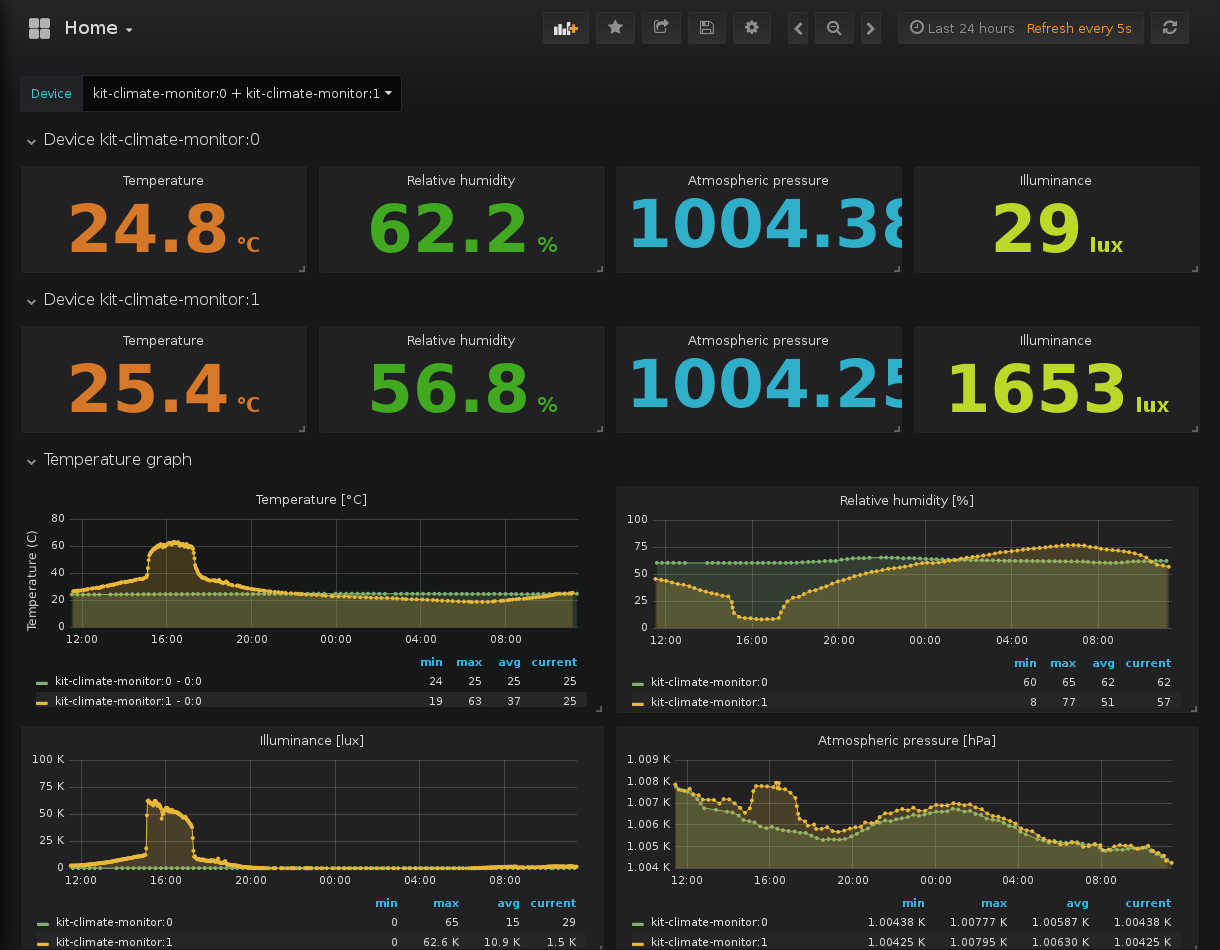 Home
Last 24 hours Refresh every 5s
Device kit-climate-monitor:0 + kit-climate-monitor:1
Device kit-climate-monitor:0
Temperature Relative humidity Atmospheric pressure Illuminance
24.8 °C 62.2 % 1004.38 29 lux
Device kit-climate-monitor:1
Temperature Relative humidity Atmospheric pressure Illuminance
25.4 °C 56.8 % 1004.25 1653 lux
Temperature graph
Temperature [°C]
Temperature (C)
80
60
40
20
0
12:00 16:00 20:00 00:00 04:00 08:00
min max avg current
kit-climate-monitor:0 - 0:0 24 25 25 25
kit-climate-monitor:1 - 0:0 19 63 37 25
Relative humidity [%]
100
75
50
25
0
12:00 16:00 20:00 00:00 04:00 08:00
min max avg current
kit-climate-monitor:0 60 65 62 62
kit-climate-monitor:1 8 77 51 57
Illuminance [lux]
100 K
75 K
50 K
25 K
0
12:00 16:00 20:00 00:00 04:00 08:00
min max avg current
kit-climate-monitor:0 0 65 15 29
kit-climate-monitor:1 0 62.6 K 10.9 K 1.5 K
Atmospheric pressure [hPa]
1.009 K
1.008 K
1.007 K
1.006 K
1.005 K
1.004 K
12:00 16:00 20:00 00:00 04:00 08:00
min max avg current
kit-climate-monitor:0 1.00438 K 1.00777 K 1.00587 K 1.00438 K
kit-climate-monitor:1 1.00425 K 1.00795 K 1.00630 K 1.00425 K